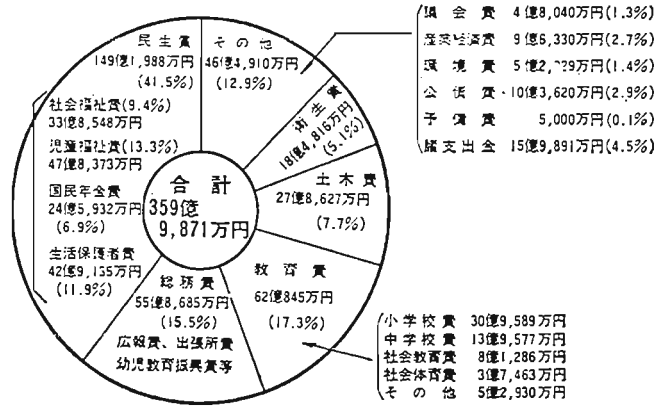 民生費
149億1,988万円
(41.5%)
社会福祉費(9.4%)
33億8,548万円
児童福祉費(13.3%)
47億8,373万円
国民年金費
24億5,932万円
(6.9%)
生活保護者費
42億9,135万円
(11.9%)
その他
46億4,910万円
(12.9%)
議会費 4億8,040万円(1.3%)
産業経済費 9億6,330万円(2.7%)
環境費 5億2, 29万円(1.4%)
公債費 10億3,620万円(2.9%)
予備費 5,000万円(0.1%)
諸支出金 15億9,891万円(4.5%)
衛生費
18億4,816万円
(5.1%)
土木費
27億8,627万円
(7.7%)
教育費
62億845万円
(17.3%)
小学校費 30億9,589万円
中学校費 13億9,577万円
社会教育費 8億1,286万円
社会体育費 3億7,463万円
その他 5億2,930万円
総務費
55億8,685万円
(15.5%)
広報費、出張所費
幼児教育振興費等
合計
359億
9,871万円